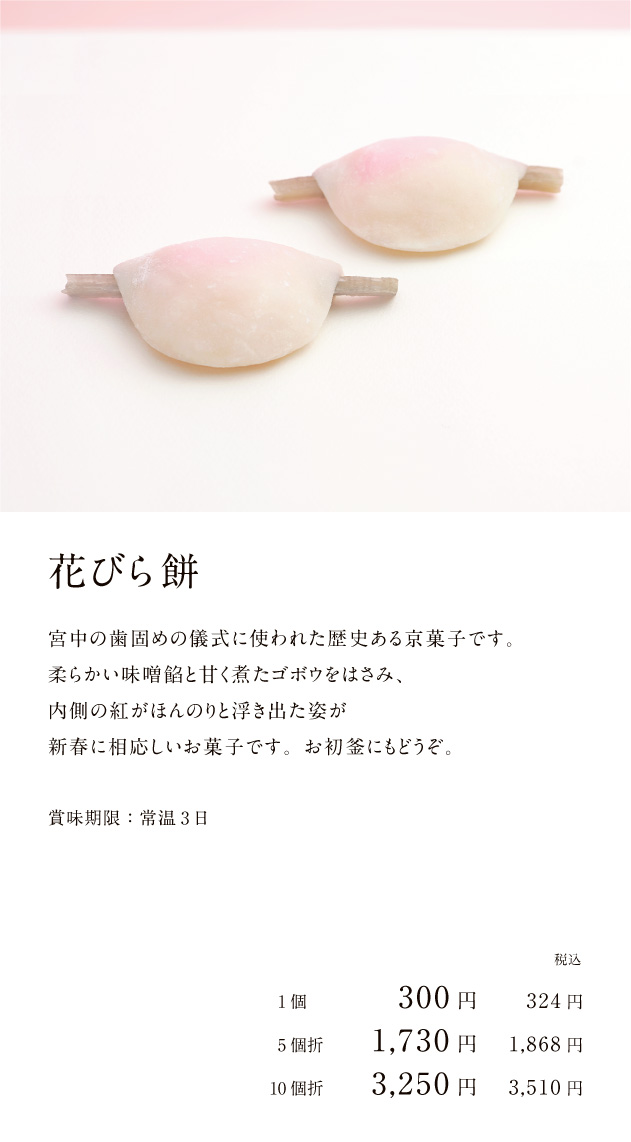 花びら餅
宮中の歯固めの儀式に使われた歴史ある京菓子です。
柔らかい味噌餡と甘く煮たゴボウをはさみ、
内側の紅がほんのりと浮き出た姿が
新春に相応しいお菓子です。お初釜にもどうぞ。
賞味期限：常温3日
税込
1個 300円 324円
5個折 1,730円 1,868円
10個折 3,250円 3,510円